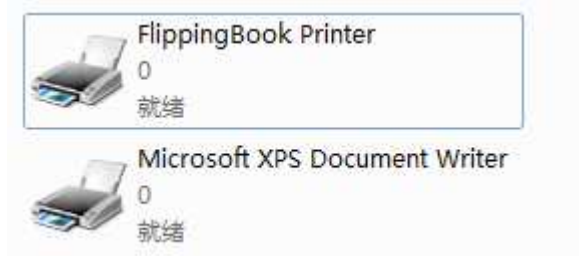 FlippingBook Printer
0
就绪
Microsoft XPS Document Writer
0
就绪